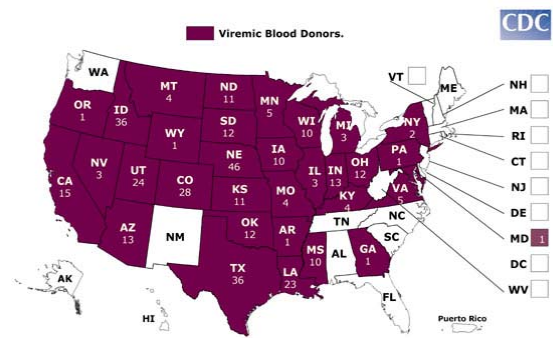 CDC
Viremic Blood Donors.
WA
MT
4
ND
11
MN
5
VT
ME
NH
OR
1
ID
36
SD
12
WI
10
MI
3
NY
2
MA
WY
1
RI
NV
3
UT
24
NE
46
IA
10
PA
1
CT
CA
15
CO
28
IL
3
IN
13
OH
12
NJ
KS
11
MO
4
KY
4
VA
5
DE
AZ
13
NM
OK
12
AR
1
TN
NC
MD 1
MS
10
AL
GA
1
SC
DC
TX
36
LA
23
WV
AK
FL
HI
Puerto Rico